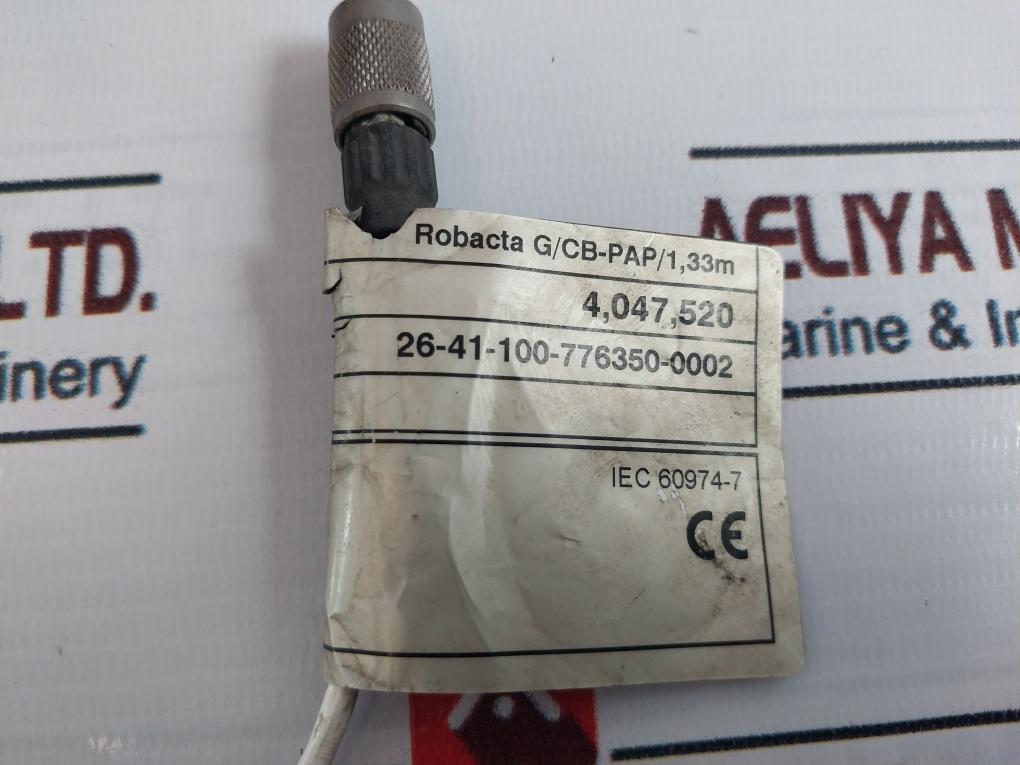 LTD.
inery
AELIYA M
arine & In
Robacta G/CB-PAP/1,33m
4,047,520
26-41-100-776350-0002
IEC 60974-7
CE